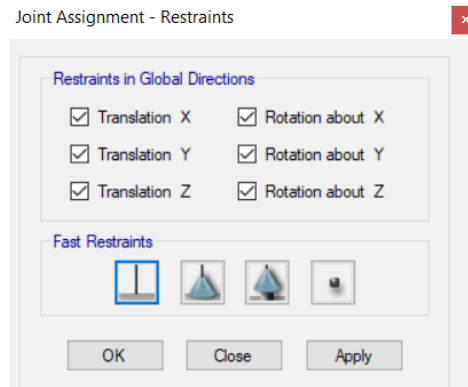 Joint Assignment - Restraints
Restraints in Global Directions
Translation X Rotation about X
Translation Y Rotation about Y
Translation Z Rotation about Z
Fast Restraints
OK Close Apply